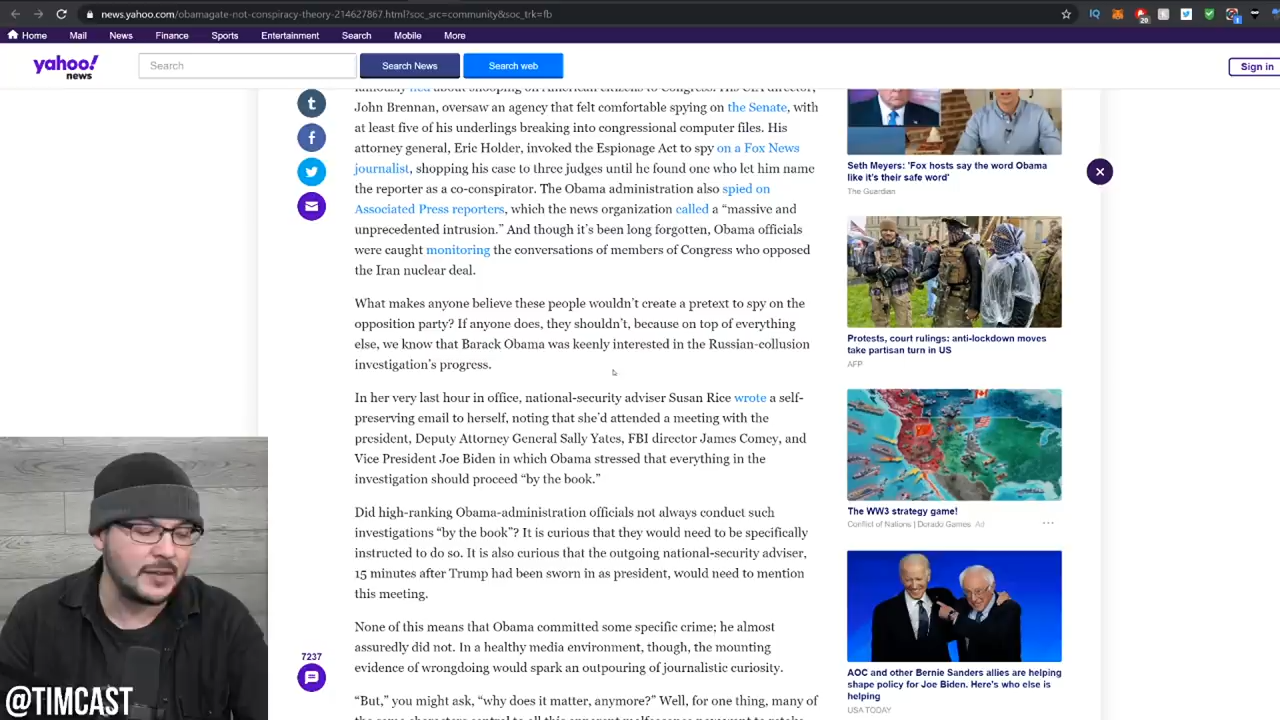 news.yahoo.com/obamagate-not-conspiracy-theory-214627867.html?soc_src=community&soc_trk=fb
Home Mail News Finance Sports Entertainment Search Mobile More
yahoo!
news
Search
Search News
Search web
Sign in
lied about snooping on American citizens to Congress. His CIA director,
John Brennan, oversaw an agency that felt comfortable spying on the Senate, with
at least five of his underlings breaking into congressional computer files. His
attorney general, Eric Holder, invoked the Espionage Act to spy on a Fox News
journalist, shopping his case to three judges until he found one who let him name
the reporter as a co-conspirator. The Obama administration also spied on
Associated Press reporters, which the news organization called a “massive and
unprecedented intrusion.” And though it’s been long forgotten, Obama officials
were caught monitoring the conversations of members of Congress who opposed
the Iran nuclear deal.
What makes anyone believe these people wouldn’t create a pretext to spy on the
opposition party? If anyone does, they shouldn’t, because on top of everything
else, we know that Barack Obama was keenly interested in the Russian-collusion
investigation’s progress.
In her very last hour in office, national-security adviser Susan Rice wrote a self-
preserving email to herself, noting that she’d attended a meeting with the
president, Deputy Attorney General Sally Yates, FBI director James Comey, and
Vice President Joe Biden in which Obama stressed that everything in the
investigation should proceed “by the book.”
Did high-ranking Obama-administration officials not always conduct such
investigations “by the book”? It is curious that they would need to be specifically
instructed to do so. It is also curious that the outgoing national-security adviser,
15 minutes after Trump had been sworn in as president, would need to mention
this meeting.
None of this means that Obama committed some specific crime; he almost
assuredly did not. In a healthy media environment, though, the mounting
evidence of wrongdoing would spark an outpouring of journalistic curiosity.
“But,” you might ask, “why does it matter, anymore?” Well, for one thing, many of
7237
Seth Meyers: 'Fox hosts say the word Obama
like it's their safe word'
The Guardian
Protests, court rulings: anti-lockdown moves
take partisan turn in US
AFP
The WW3 strategy game!
Conflict of Nations | Dorado Games Ad
AOC and other Bernie Sanders allies are helping
shape policy for Joe Biden. Here's who else is
helping
USA TODAY
@TIMCAST